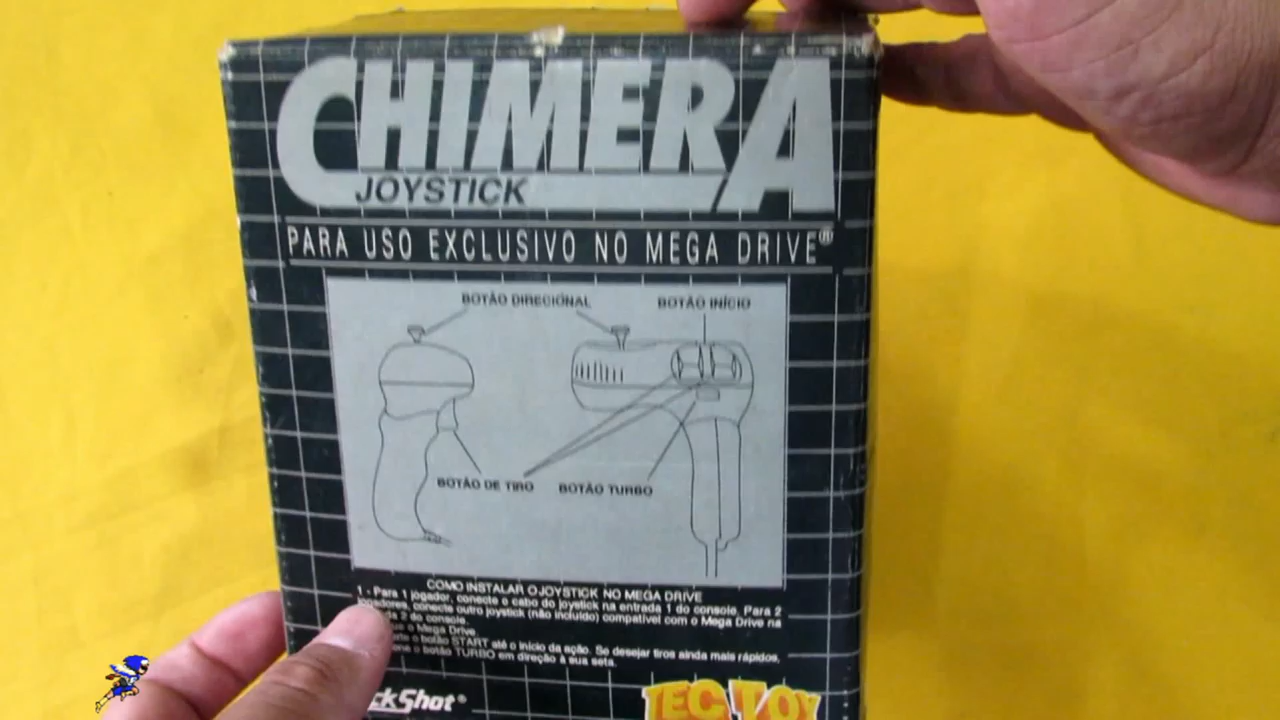 CHIMERA
JOYSTICK
PARA USO EXCLUSIVO NO MEGA DRIVE®
BOTÃO DIRECIONAL BOTÃO INÍCIO
BOTÃO DE TIRO BOTÃO TURBO
COMO INSTALAR O JOYSTICK NO MEGA DRIVE
1 - Para 1 jogador, conecte o cabo do joystick na entrada 1 do console. Para 2
jogadores, conecte outro joystick (não incluído) compatível com o Mega Drive na
2 do console.
o Mega Drive.
o botão START até o início da ação. Se desejar tiros ainda mais rápidos,
o botão TURBO em direção à sua seta.
ckShot®
TEC TOY